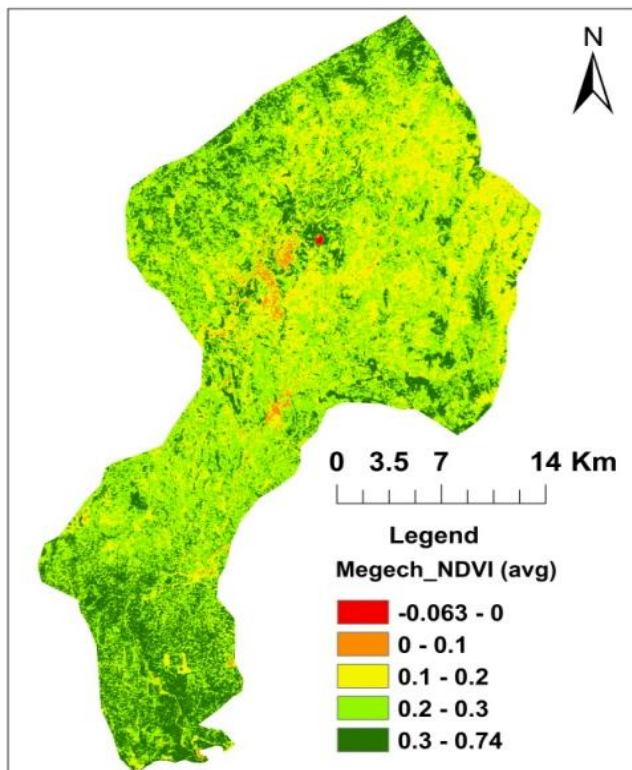 N
0 3.5 7 14 Km
Legend
Megech_NDVI (avg)
-0.063 - 0
0 - 0.1
0.1 - 0.2
0.2 - 0.3
0.3 - 0.74